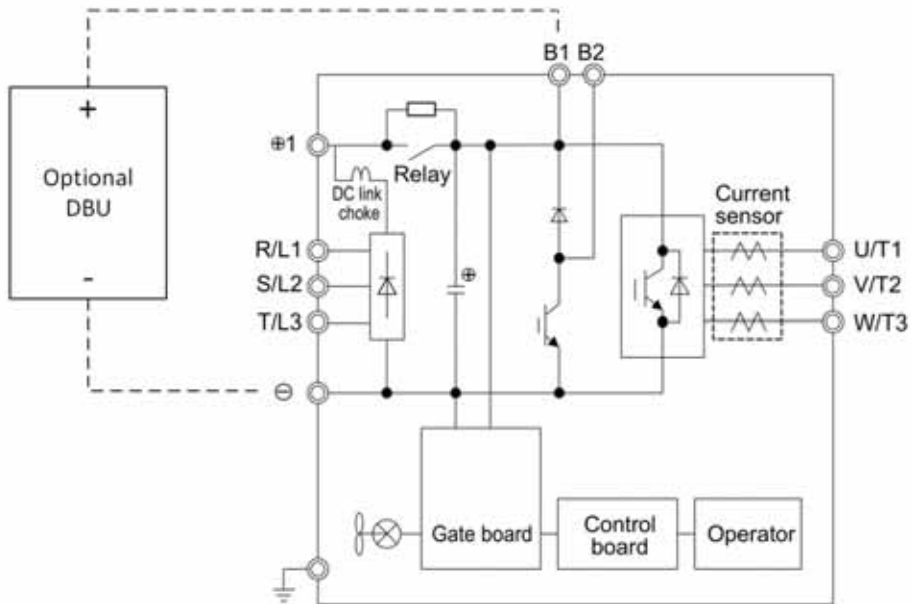 B1 B2
+
Optional
DBU
-
⊕1
Relay
DC link
choke
Current
sensor
R/L1
S/L2
T/L3
⊕
U/T1
V/T2
W/T3
⊖
Gate board
Control
board
Operator